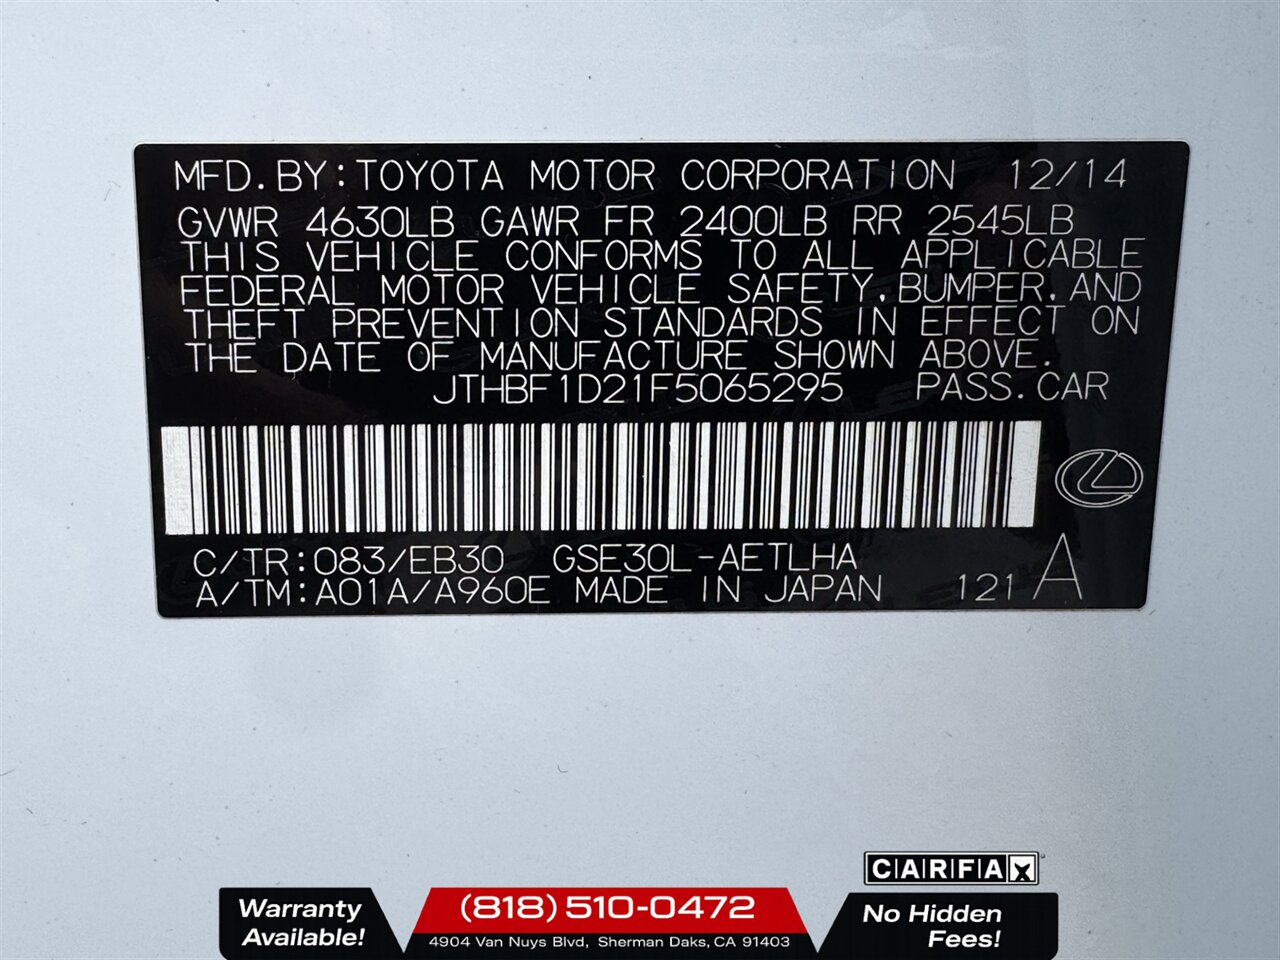 MFD.BY:TOYOTA MOTOR CORPORATION 12/14
GVWR 4630LB GAWR FR 2400LB RR 2545LB
THIS VEHICLE CONFORMS TO ALL APPLICABLE
FEDERAL MOTOR VEHICLE SAFETY, BUMPER, AND
THEFT PREVENTION STANDARDS IN EFFECT ON
THE DATE OF MANUFACTURE SHOWN ABOVE.
JTHBF1D21F5065295 PASS.CAR
C/TR:083/EB30 GSE30L-AETLHA
A/TM:A01A/A960E MADE IN JAPAN 121 A
CARFAX
Warranty
Available!
(818) 510-0472
4904 Van Nuys Blvd, Sherman Daks, CA 91403
No Hidden
Fees!